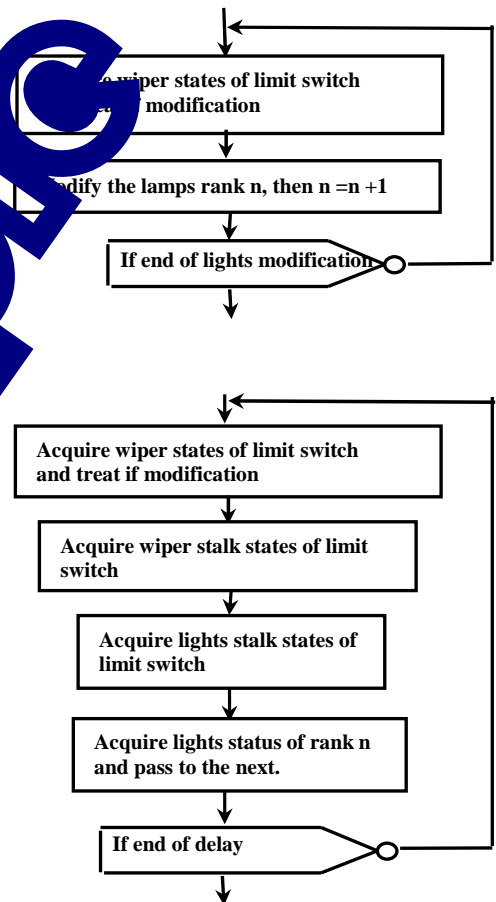 wiper states of limit switch
modification
the lamps rank n, then n =n +1
If end of lights modification
Acquire wiper states of limit switch
and treat if modification
Acquire wiper stalk states of limit
switch
Acquire lights stalk states of
limit switch
Acquire lights status of rank n
and pass to the next.
If end of delay